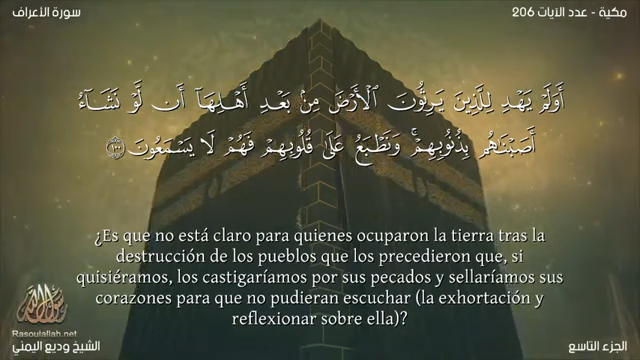 سورة الأعراف
مكية - عدد الآيات 206
أَوَلَمْ يَهْدِ لِلَّذِينَ يَرِثُونَ ٱلْأَرْضَ مِنۢ بَعْدِ أَهْلِهَآ أَن لَّوْ نَشَآءُ
أَصَبْنَٰهُم بِذُنُوبِهِمْ ۚ وَنَطْبَعُ عَلَىٰ قُلُوبِهِمْ فَهُمْ لَا يَسْمَعُونَ ١٠٠
¿Es que no está claro para quienes ocuparon la tierra tras la
destrucción de los pueblos que los precedieron que, si
quisiéramos, los castigaríamos por sus pecados y sellaríamos sus
corazones para que no pudieran escuchar (la exhortación y
reflexionar sobre ella)?
Rasoulallah.net
الشيخ وديع اليمني
الجزء التاسع